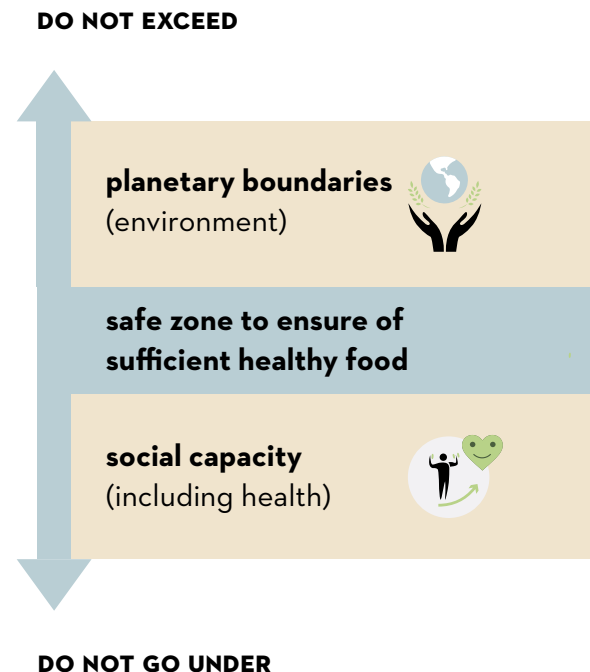 DO NOT EXCEED
planetary boundaries
(environment)
safe zone to ensure of
sufficient healthy food
social capacity
(including health)
DO NOT GO UNDER